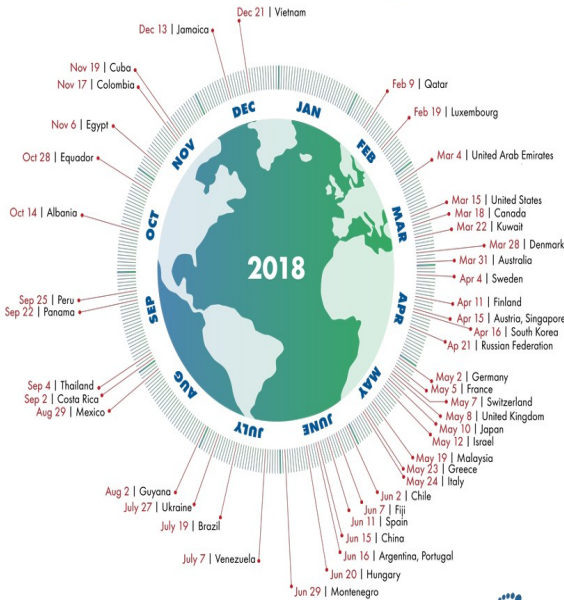 2018
JAN
FEB
MAR
APR
MAY
JUNE
JULY
AUG
SEP
OCT
NOV
DEC
Feb 9 | Qatar
Feb 19 | Luxembourg
Mar 4 | United Arab Emirates
Mar 15 | United States
Mar 18 | Canada
Mar 22 | Kuwait
Mar 28 | Denmark
Mar 31 | Australia
Apr 4 | Sweden
Apr 11 | Finland
Apr 15 | Austria, Singapore
Apr 16 | South Korea
Ap 21 | Russian Federation
May 2 | Germany
May 5 | France
May 7 | Switzerland
May 8 | United Kingdom
May 10 | Japan
May 12 | Israel
May 19 | Malaysia
May 23 | Greece
May 24 | Italy
Jun 2 | Chile
Jun 7 | Fiji
Jun 11 | Spain
Jun 15 | China
Jun 16 | Argentina, Portugal
Jun 20 | Hungary
Jun 29 | Montenegro
July 7 | Venezuela
July 19 | Brazil
July 27 | Ukraine
Aug 2 | Guyana
Aug 29 | Mexico
Sep 2 | Costa Rica
Sep 4 | Thailand
Sep 22 | Panama
Sep 25 | Peru
Oct 14 | Albania
Oct 28 | Equador
Nov 6 | Egypt
Nov 17 | Colombia
Nov 19 | Cuba
Dec 13 | Jamaica
Dec 21 | Vietnam